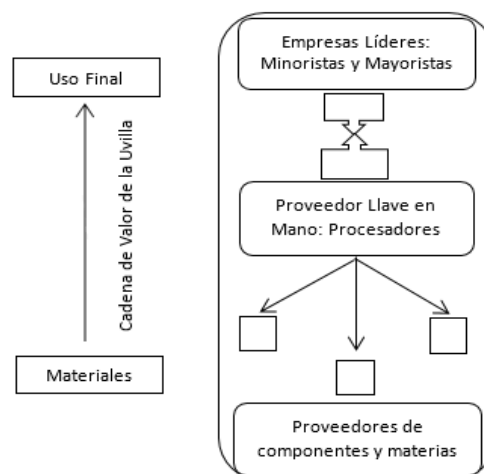 Uso Final
Cadena de Valor de la Uvilla
Materiales
Empresas Líderes:
Minoristas y Mayoristas
Proveedor Llave en
Mano: Procesadores
Proveedores de
componentes y materias